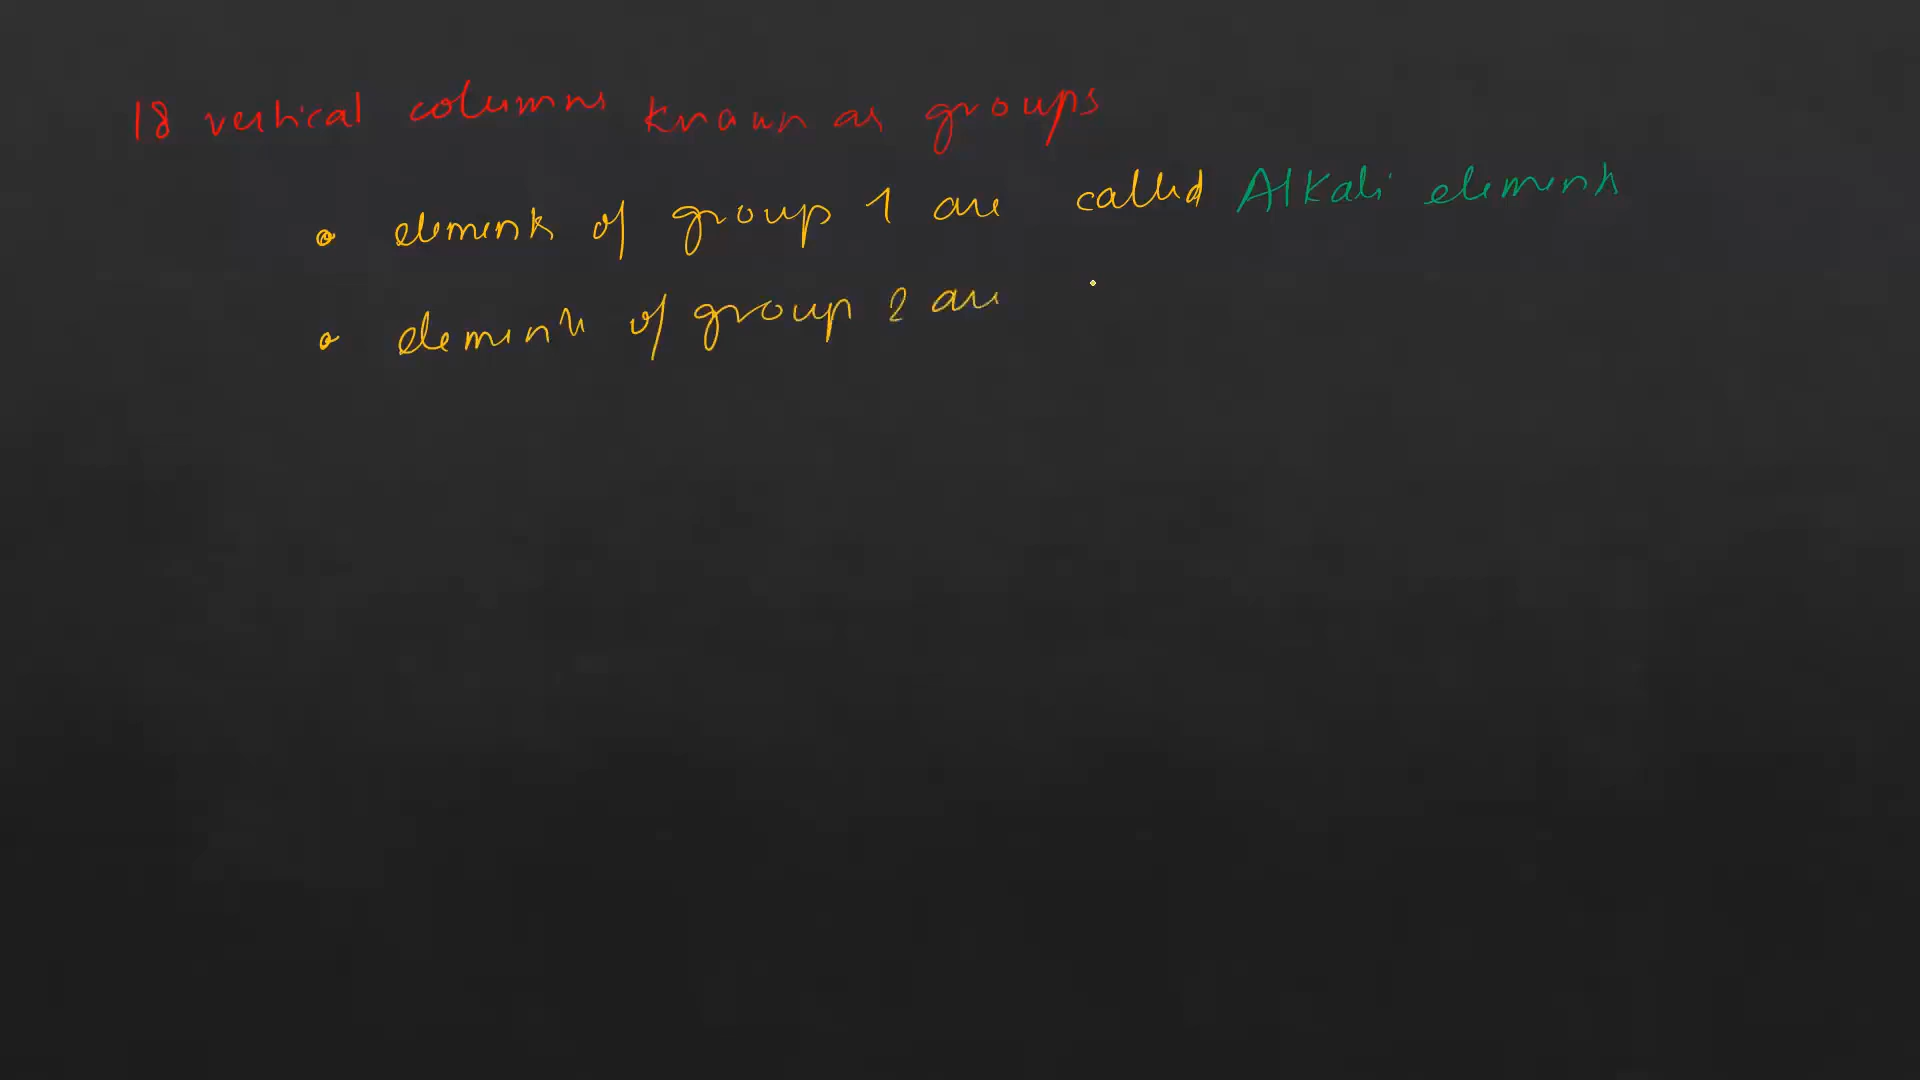 18 vertical columns known as groups
• elements of group 1 are called Alkali elements
• elements of group 2 are